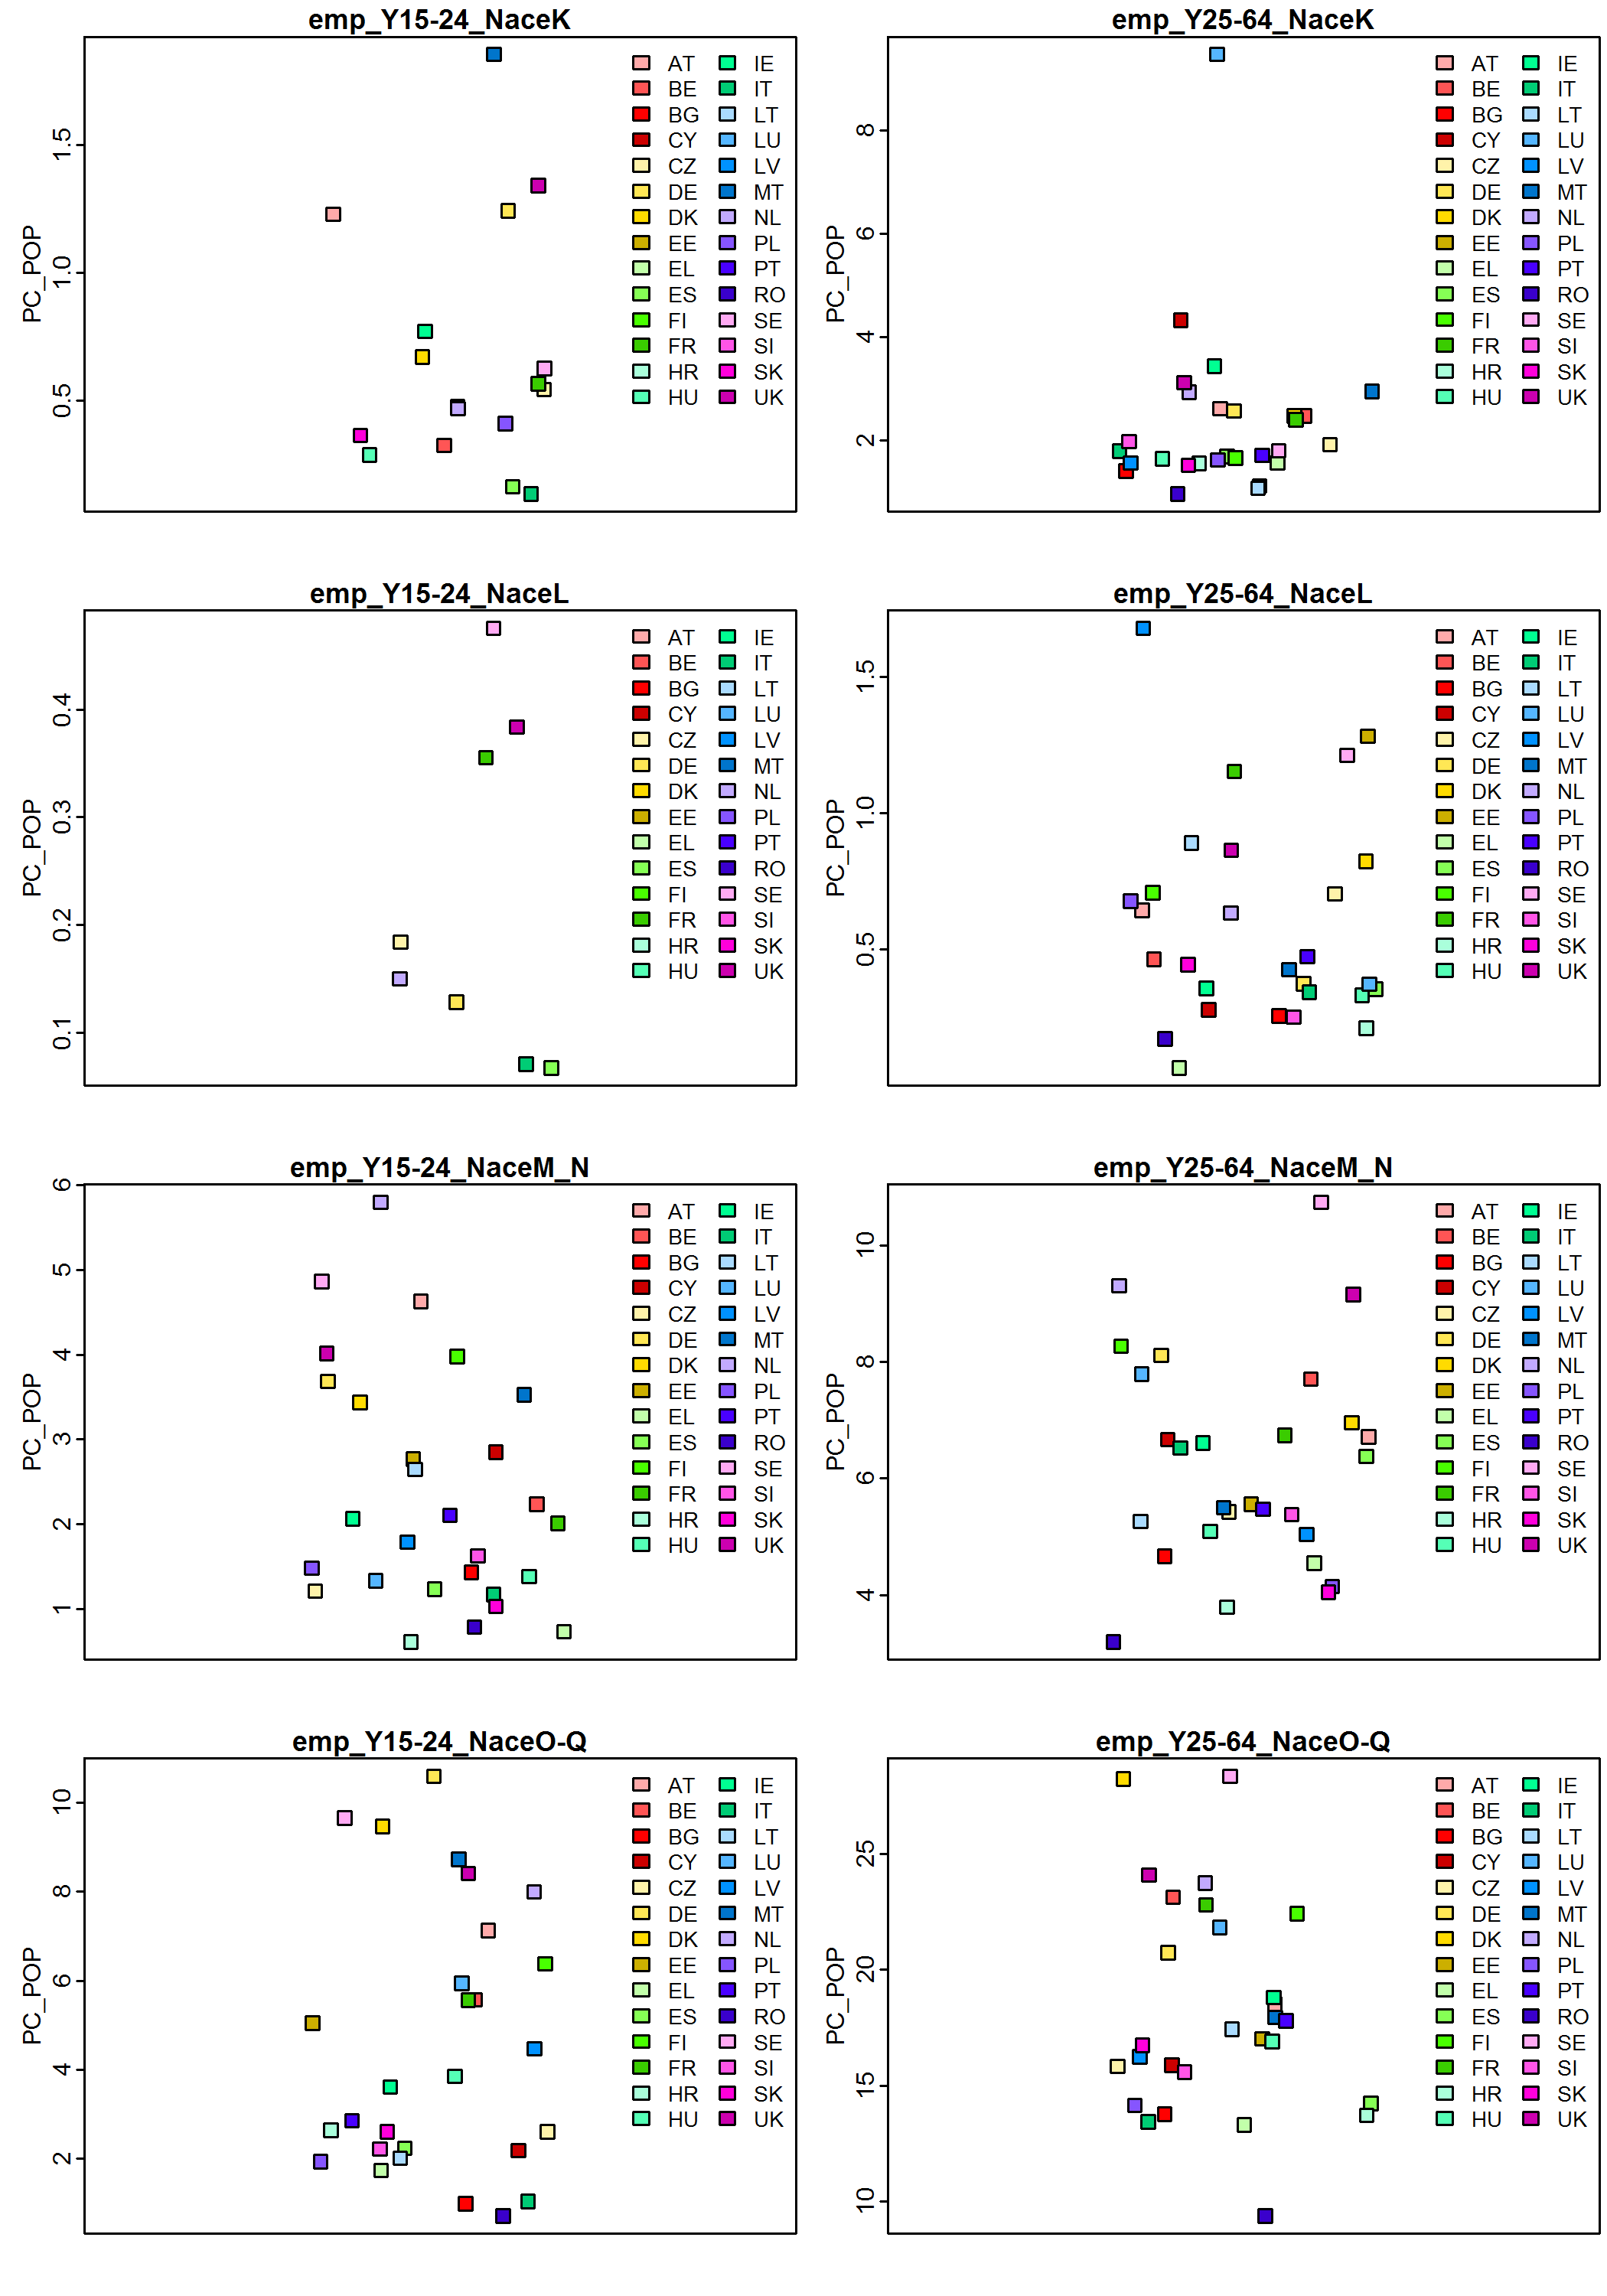 emp_Y15-24_NaceK
PC_POP
0.5 1.0 1.5
AT IE
BE IT
BG LT
CY LU
CZ LV
DE MT
DK NL
EE PL
EL PT
ES RO
FI SE
FR SI
HR SK
HU UK
emp_Y25-64_NaceK
PC_POP
2 4 6 8
AT IE
BE IT
BG LT
CY LU
CZ LV
DE MT
DK NL
EE PL
EL PT
ES RO
FI SE
FR SI
HR SK
HU UK
emp_Y15-24_NaceL
PC_POP
0.1 0.2 0.3 0.4
AT IE
BE IT
BG LT
CY LU
CZ LV
DE MT
DK NL
EE PL
EL PT
ES RO
FI SE
FR SI
HR SK
HU UK
emp_Y25-64_NaceL
PC_POP
0.5 1.0 1.5
AT IE
BE IT
BG LT
CY LU
CZ LV
DE MT
DK NL
EE PL
EL PT
ES RO
FI SE
FR SI
HR SK
HU UK
emp_Y15-24_NaceM_N
PC_POP
1 2 3 4 5 6
AT IE
BE IT
BG LT
CY LU
CZ LV
DE MT
DK NL
EE PL
EL PT
ES RO
FI SE
FR SI
HR SK
HU UK
emp_Y25-64_NaceM_N
PC_POP
4 6 8 10
AT IE
BE IT
BG LT
CY LU
CZ LV
DE MT
DK NL
EE PL
EL PT
ES RO
FI SE
FR SI
HR SK
HU UK
emp_Y15-24_NaceO-Q
PC_POP
2 4 6 8 10
AT IE
BE IT
BG LT
CY LU
CZ LV
DE MT
DK NL
EE PL
EL PT
ES RO
FI SE
FR SI
HR SK
HU UK
emp_Y25-64_NaceO-Q
PC_POP
10 15 20 25
AT IE
BE IT
BG LT
CY LU
CZ LV
DE MT
DK NL
EE PL
EL PT
ES RO
FI SE
FR SI
HR SK
HU UK